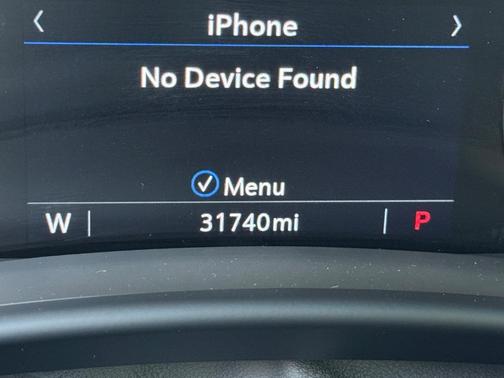 iPhone
No Device Found
Menu
W 31740mi P